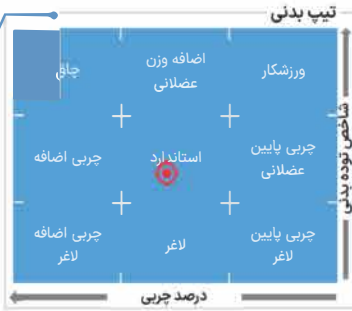 تیپ بدنی
ورزشکار
اضافه وزن
عضلانی
چاق
شاخص توده بدنی
چربی پایین
عضلانی
استاندارد
چربی اضافه
چربی پایین
لاغر
لاغر
چربی اضافه
لاغر
درصد چربی